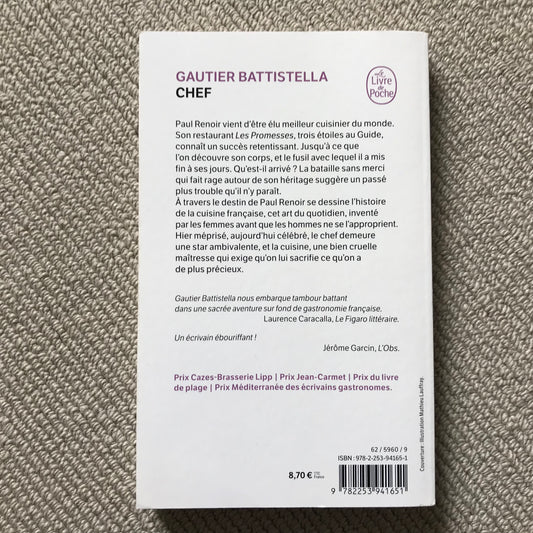 GAUTIER BATTISTELLA
CHEF
Le
Livre
de
Poche
Paul Renoir vient d'être élu meilleur cuisinier du monde.
Son restaurant Les Promesses, trois étoiles au Guide,
connaît un succès retentissant. Jusqu'à ce que
l'on découvre son corps, et le fusil avec lequel il a mis
fin à ses jours. Qu'est-il arrivé ? La bataille sans merci
qui fait rage autour de son héritage suggère un passé
plus trouble qu'il n'y paraît.
À travers le destin de Paul Renoir se dessine l'histoire
de la cuisine française, cet art du quotidien, inventé
par les femmes avant que les hommes ne se l'approprient.
Hier méprisé, aujourd'hui célébré, le chef demeure
une star ambivalente, et la cuisine, une bien cruelle
maîtresse qui exige qu'on lui sacrifie ce qu'on a
de plus précieux.
Gautier Battistella nous embarque tambour battant
dans une sacrée aventure sur fond de gastronomie française.
Laurence Caracalla, Le Figaro littéraire.
Un écrivain ébouriffant !
Jérôme Garcin, L'Obs.
Prix Cazes-Brasserie Lipp | Prix Jean-Carmet | Prix du livre
de plage | Prix Méditerranée des écrivains gastronomes.
Couverture : Illustration Mathieu Lauffray.
62 / 5960 / 9
ISBN : 978-2-253-94165-1
8,70 € TTC
France
9 782253 941651